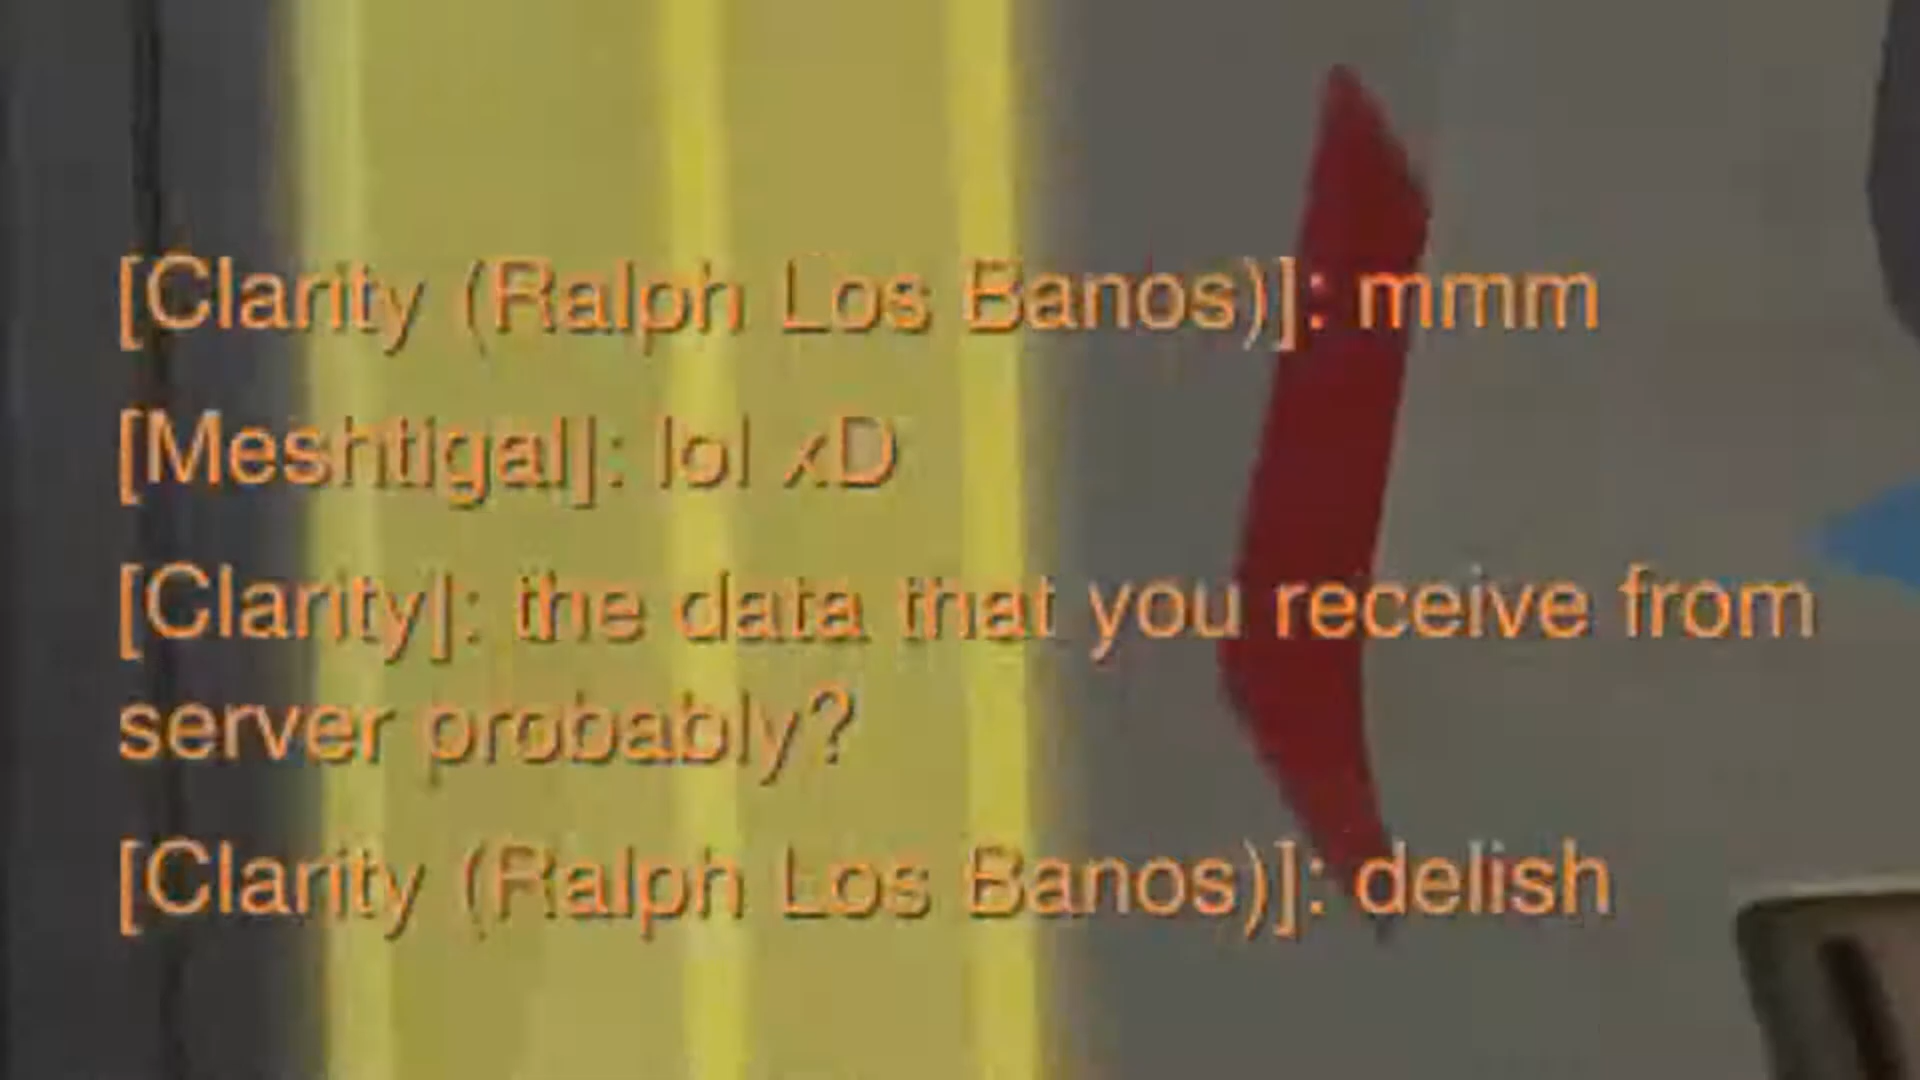 [Clarity (Ralph Los Banos)]: mmm
[Meshtigal]: lol xD
[Clarity]: the data that you receive from
server probably?
[Clarity (Ralph Los Banos)]: delish